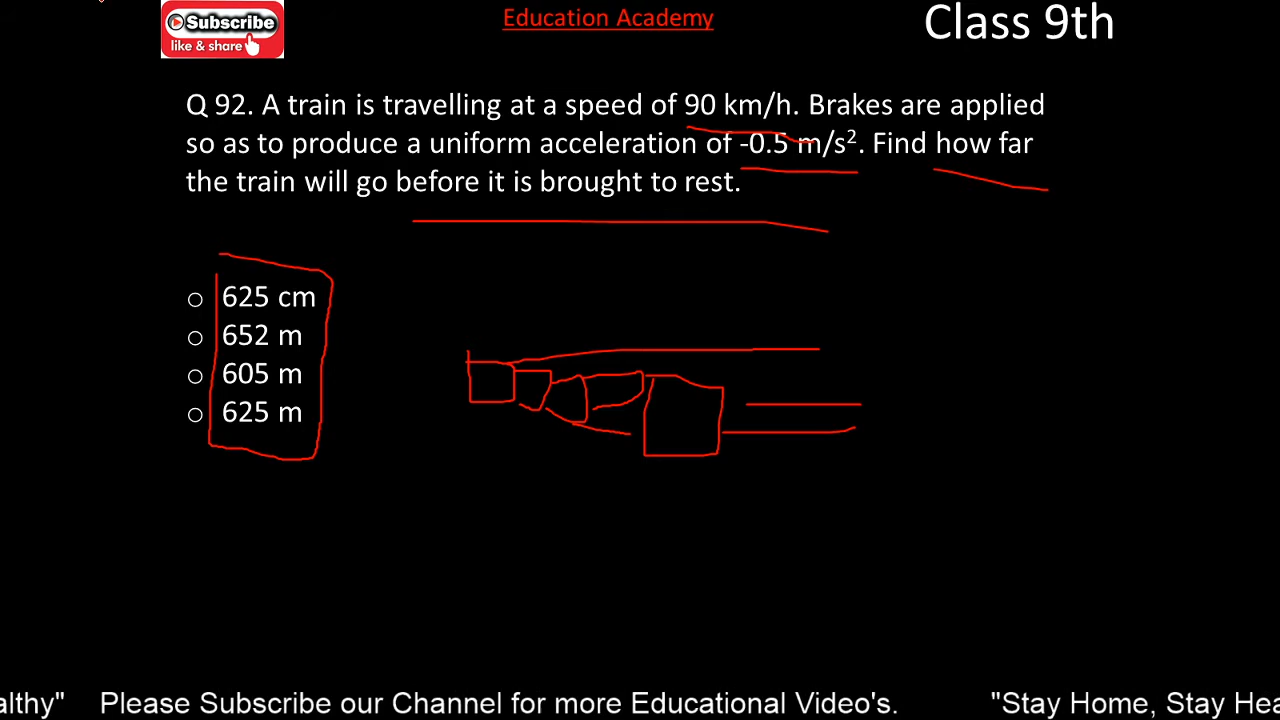 Subscribe
like & share
Education Academy
Class 9th
Q 92. A train is travelling at a speed of 90 km/h. Brakes are applied
so as to produce a uniform acceleration of -0.5 m/s². Find how far
the train will go before it is brought to rest.
625 cm
652 m
605 m
625 m
althy" Please Subscribe our Channel for more Educational Video's. "Stay Home, Stay Hea